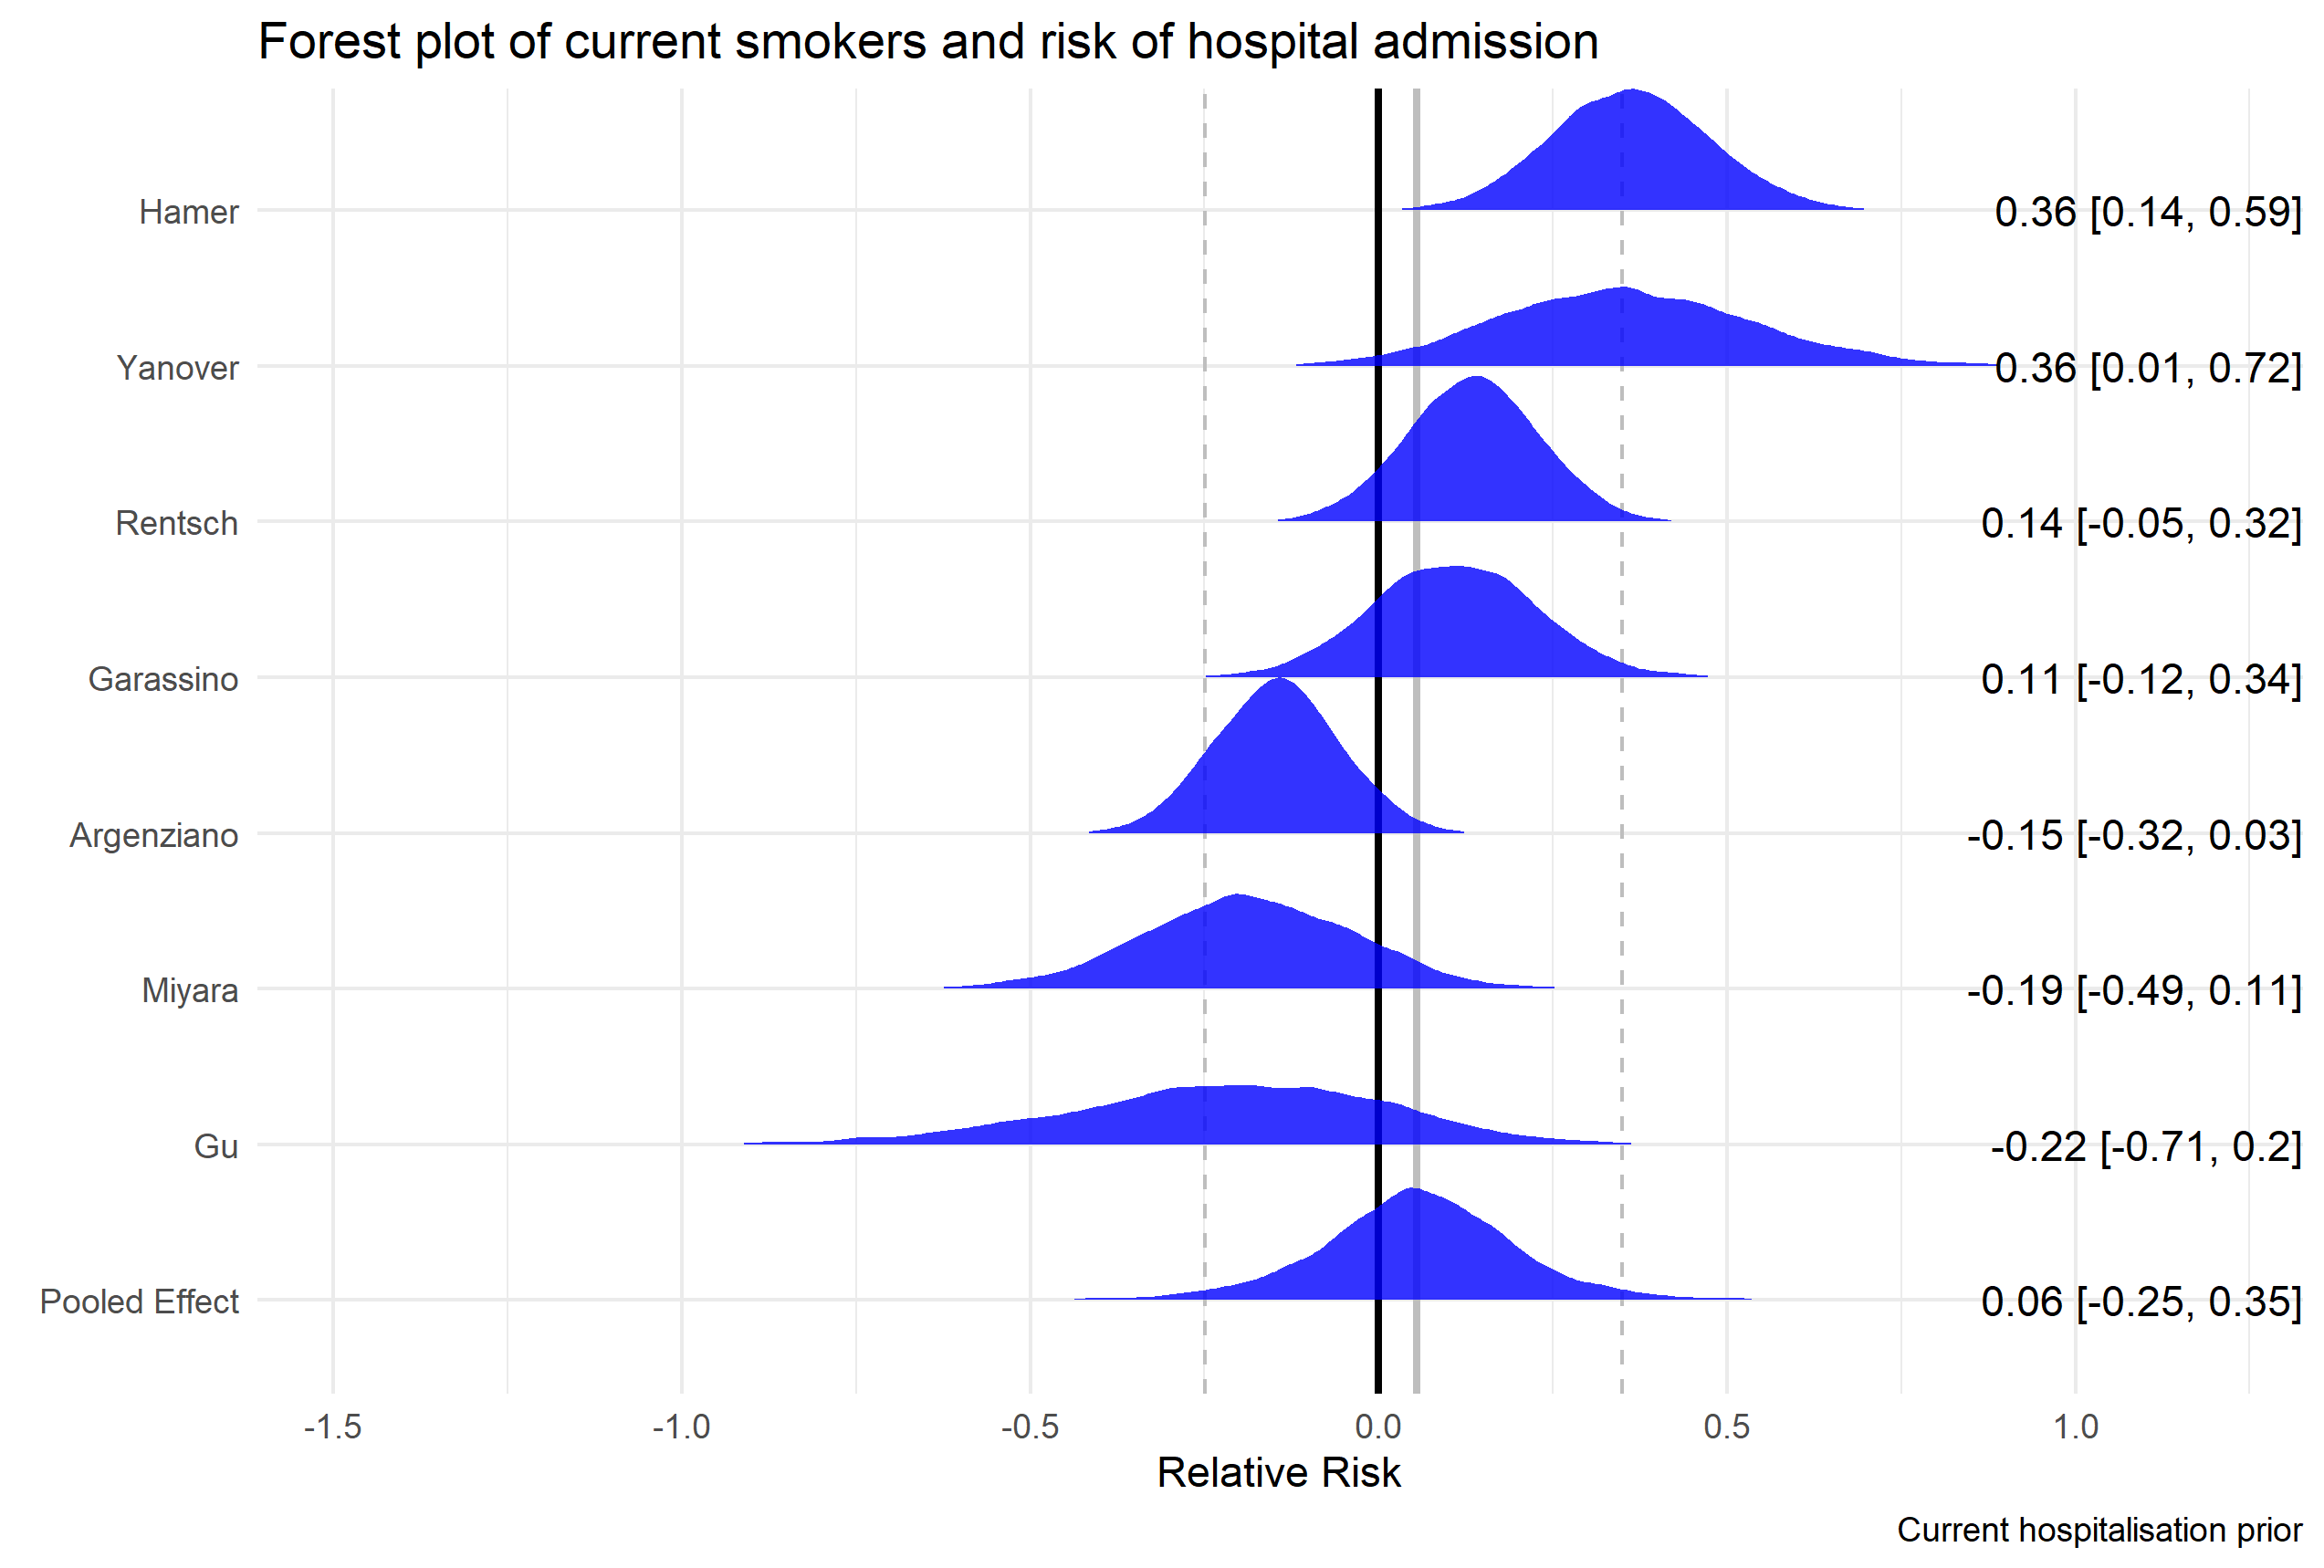 Forest plot of current smokers and risk of hospital admission
Hamer 0.36 [0.14, 0.59]
Yanover 0.36 [0.01, 0.72]
Rentsch 0.14 [-0.05, 0.32]
Garassino 0.11 [-0.12, 0.34]
Argenziano -0.15 [-0.32, 0.03]
Miyara -0.19 [-0.49, 0.11]
Gu -0.22 [-0.71, 0.2]
Pooled Effect 0.06 [-0.25, 0.35]
-1.5 -1.0 -0.5 0.0 0.5 1.0
Relative Risk
Current hospitalisation prior